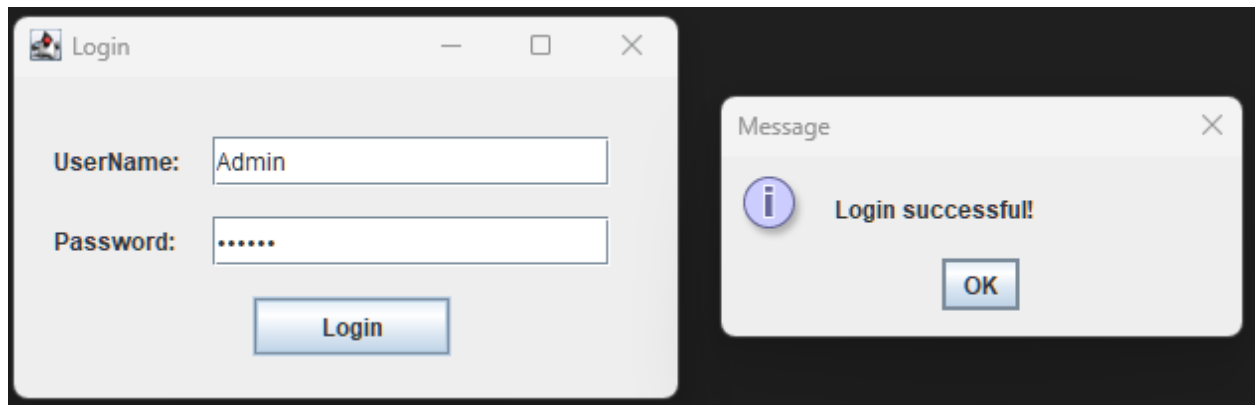 Login
UserName: Admin
Password: ••••••
Login
Message
i
Login successful!
OK